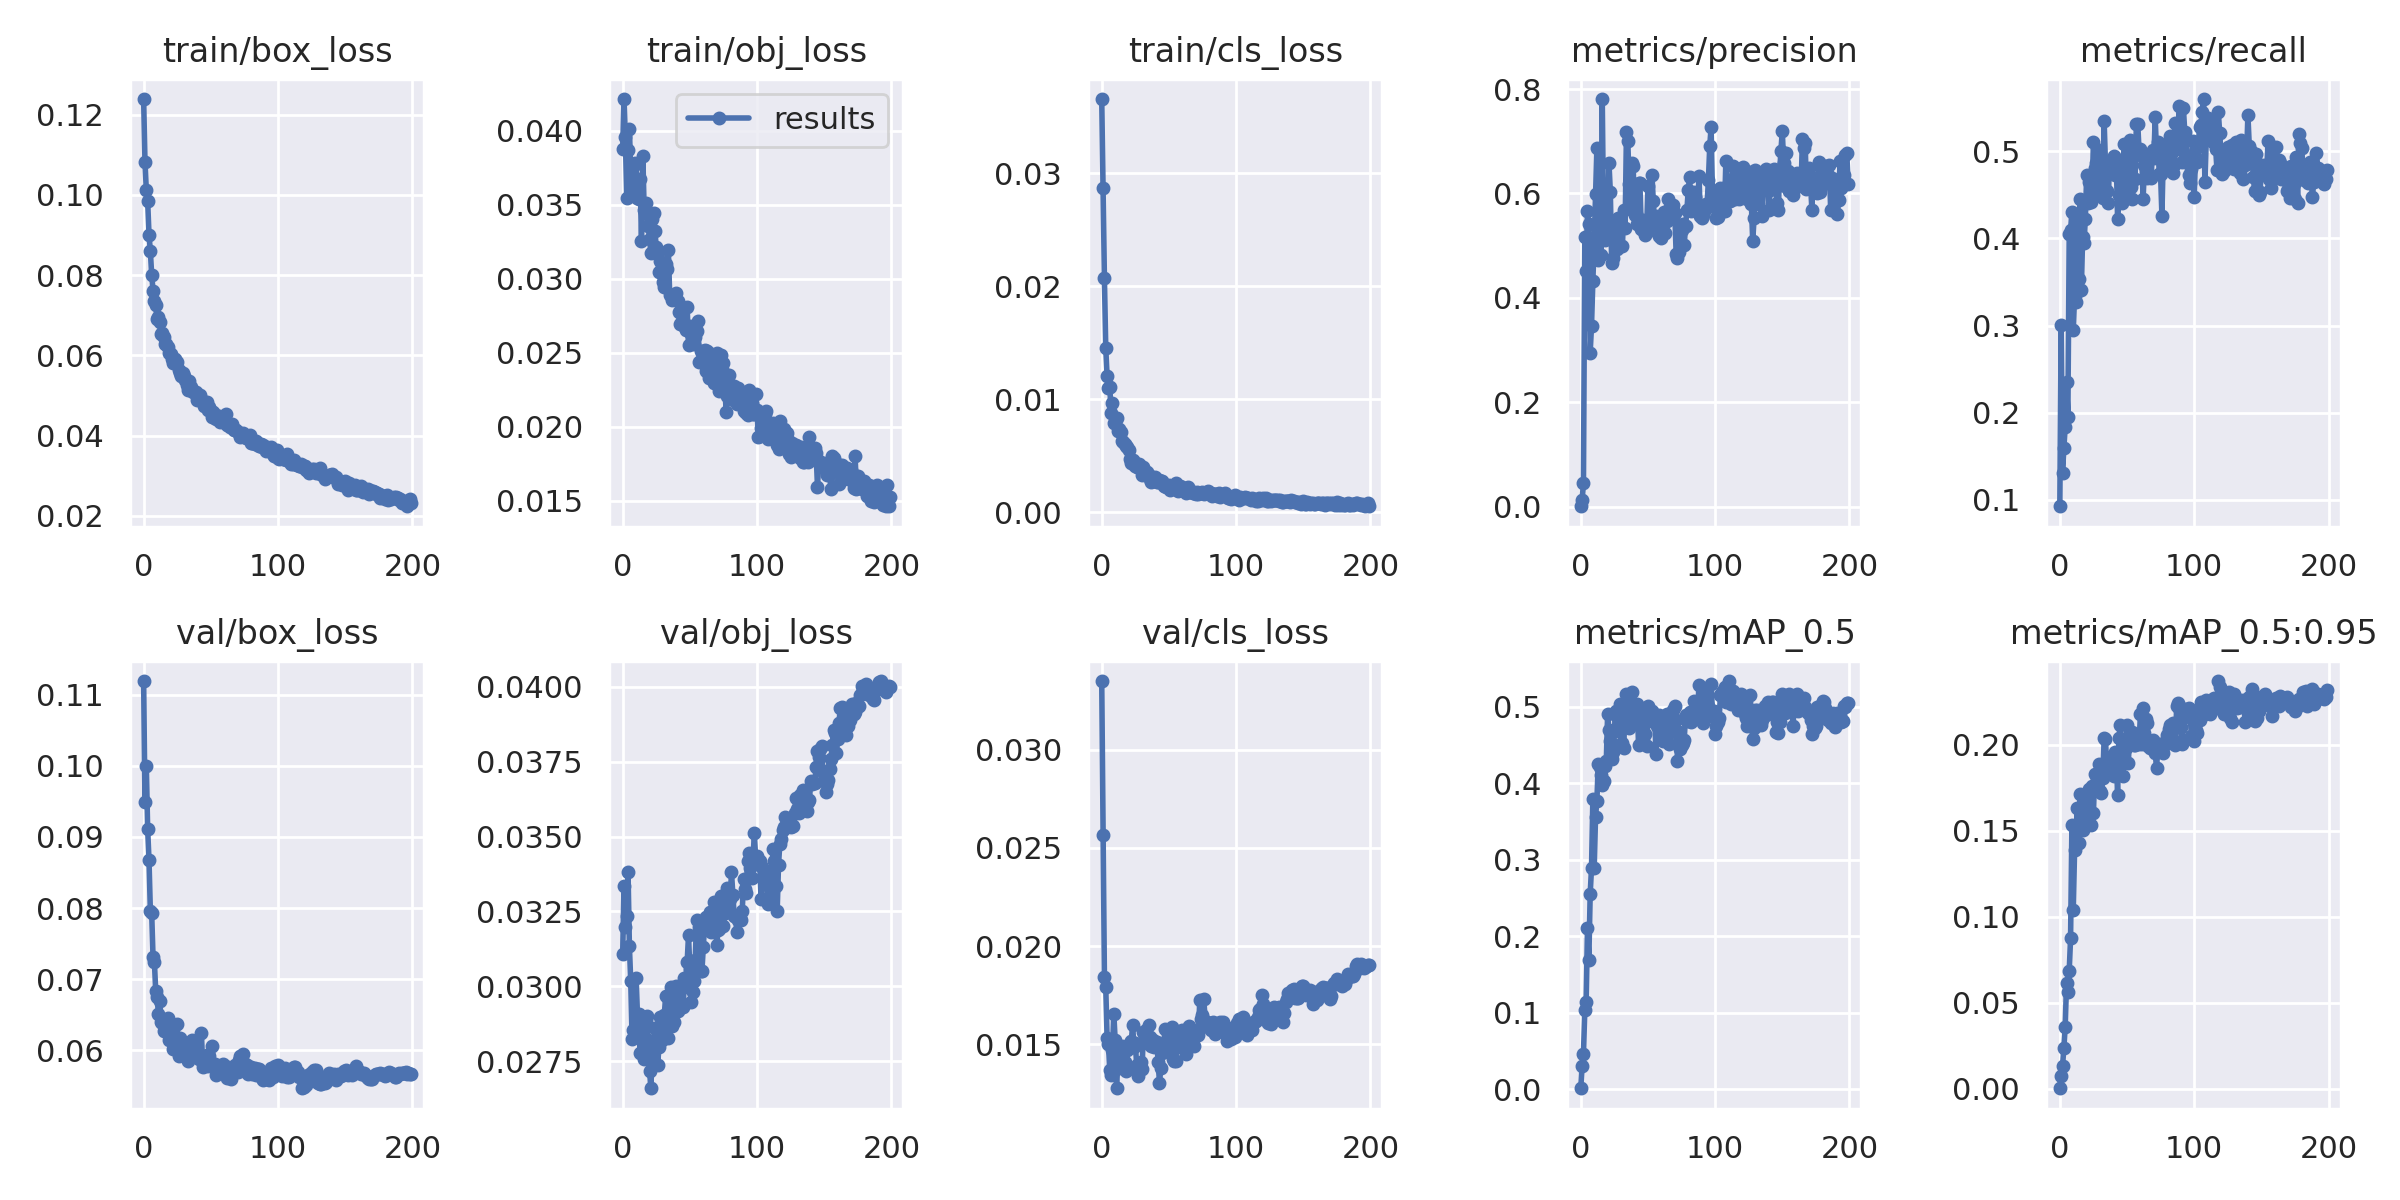 train/box_loss
0.12
0.10
0.08
0.06
0.04
0.02
0 100 200
train/obj_loss
results
0.040
0.035
0.030
0.025
0.020
0.015
0 100 200
train/cls_loss
0.03
0.02
0.01
0.00
0 100 200
metrics/precision
0.8
0.6
0.4
0.2
0.0
0 100 200
metrics/recall
0.5
0.4
0.3
0.2
0.1
0 100 200
val/box_loss
0.11
0.10
0.09
0.08
0.07
0.06
0 100 200
val/obj_loss
0.0400
0.0375
0.0350
0.0325
0.0300
0.0275
0 100 200
val/cls_loss
0.030
0.025
0.020
0.015
0 100 200
metrics/mAP_0.5
0.5
0.4
0.3
0.2
0.1
0.0
0 100 200
metrics/mAP_0.5:0.95
0.20
0.15
0.10
0.05
0.00
0 100 200